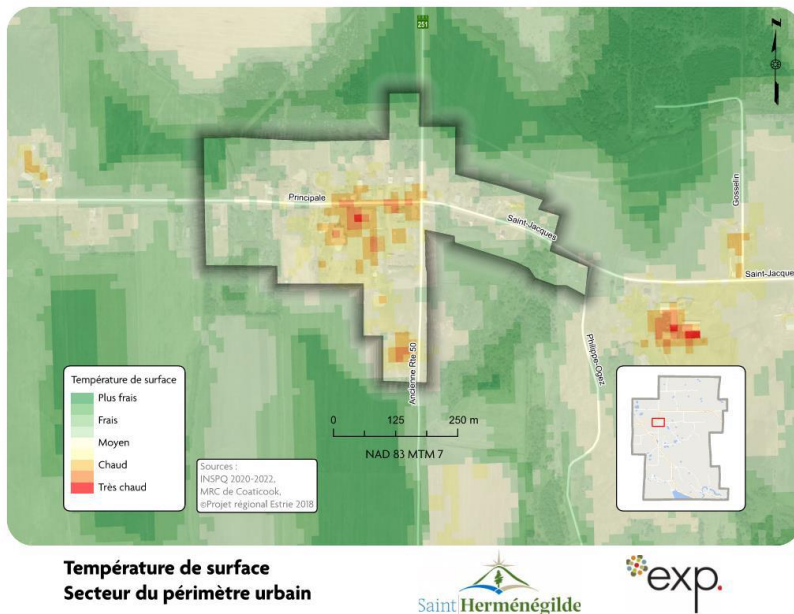 251
Principale
Saint-Jacques
Gosselin
Saint-Jacque
Ancienne Rte 50
Philippe-Ogez
Température de surface
Plus frais
Frais
Moyen
Chaud
Très chaud
Sources :
INSPQ 2020-2022,
MRC de Coaticook,
©Projet régional Estrie 2018
0 125 250 m
NAD 83 MTM 7
Température de surface
Secteur du périmètre urbain
Saint Herménégilde
exp.